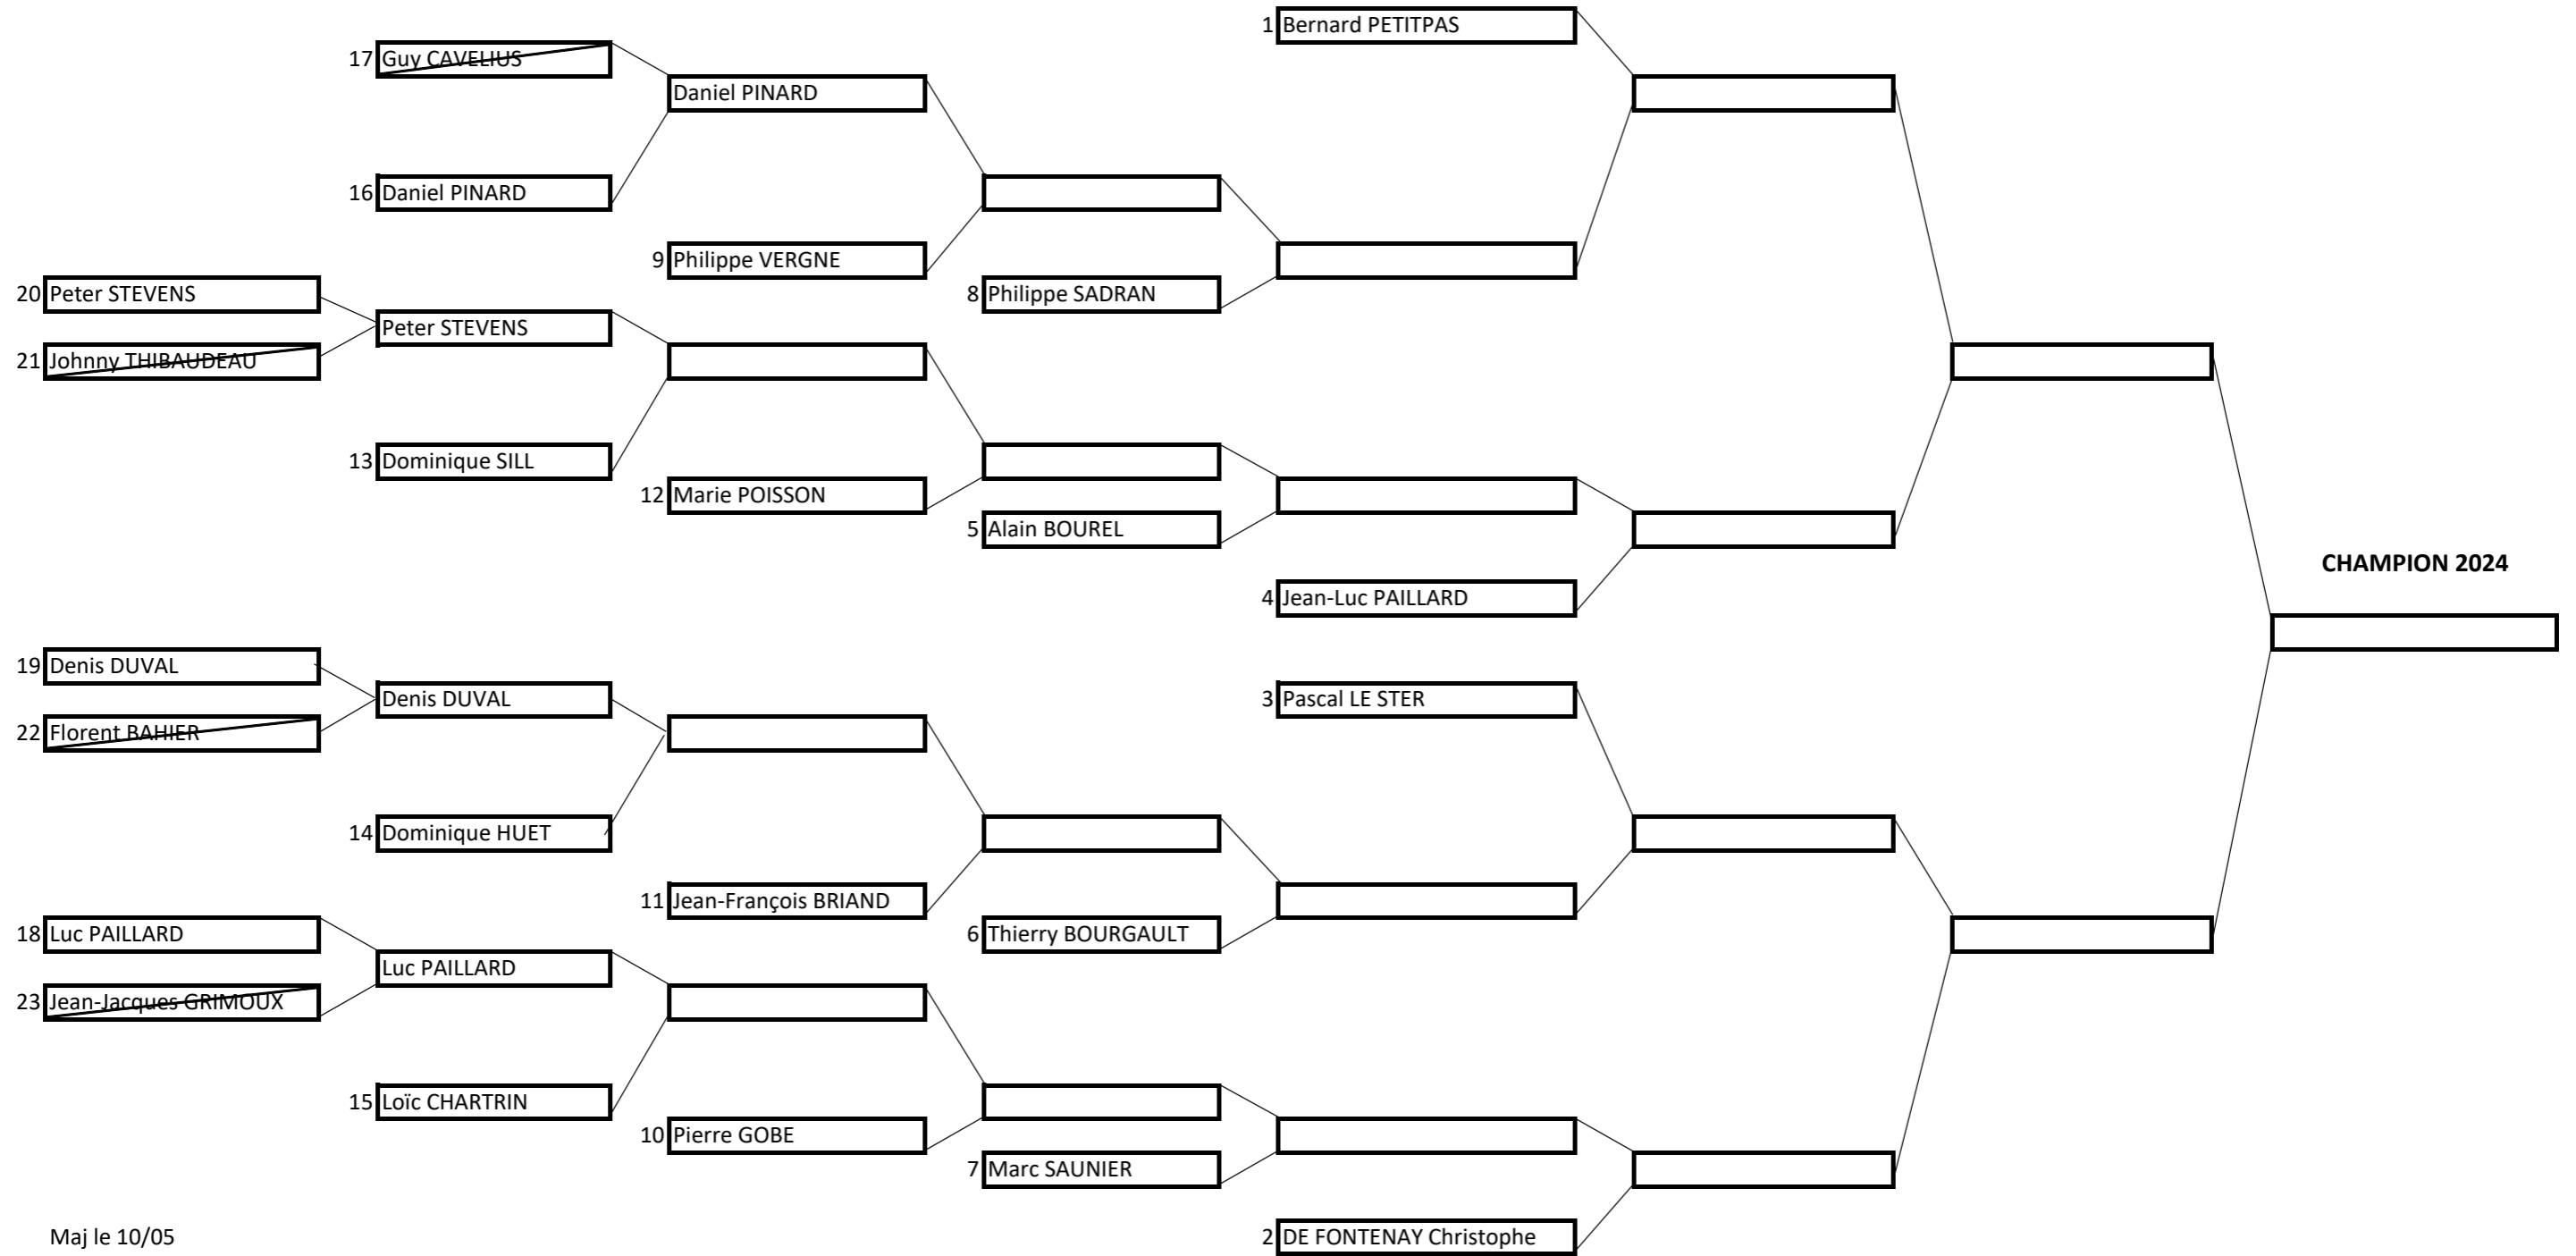 1 Bernard PETITPAS
17 Guy CAVELIUS
Daniel PINARD
16 Daniel PINARD
9 Philippe VERGNE
20 Peter STEVENS
8 Philippe SADRAN
Peter STEVENS
21 Johnny THIBAUDEAU
13 Dominique SILL
12 Marie POISSON
5 Alain BOUREL
CHAMPION 2024
4 Jean-Luc PAILLARD
19 Denis DUVAL
Denis DUVAL
3 Pascal LE STER
22 Florent BAHIER
14 Dominique HUET
11 Jean-François BRIAND
18 Luc PAILLARD
6 Thierry BOURGAULT
Luc PAILLARD
23 Jean-Jacques GRIMOUX
15 Loïc CHARTRIN
10 Pierre GOBE
7 Marc SAUNIER
Maj le 10/05
2 DE FONTENAY Christophe